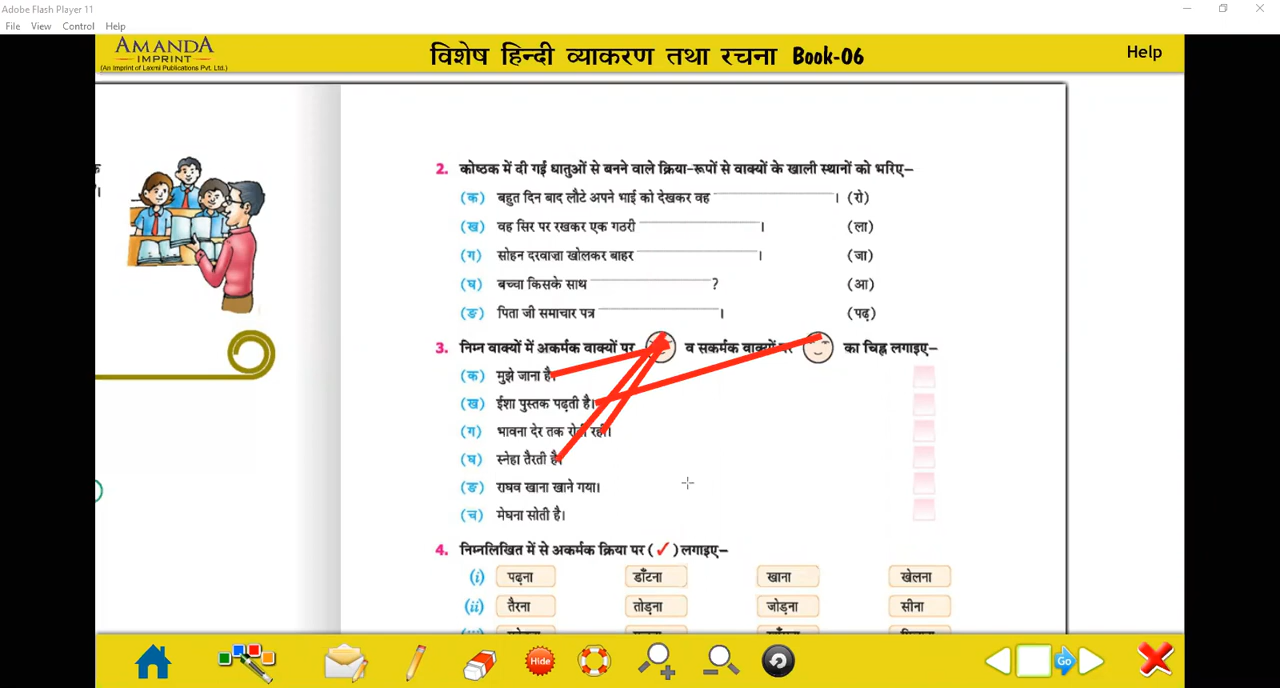 Adobe Flash Player 11
File View Control Help
AMANDA
IMPRINT
(An Imprint of Laxmi Publications Pvt. Ltd.)
विशेष हिन्दी व्याकरण तथा रचना Book-06
Help
2. कोष्ठक में दी गई धातुओं से बनने वाले क्रिया-रूपों से वाक्यों के खाली स्थानों को भरिए–
(क) बहुत दिन बाद लौटे अपने भाई को देखकर वह । (रो)
(ख) वह सिर पर रखकर एक गठरी । (ला)
(ग) सोहन दरवाज़ा खोलकर बाहर । (जा)
(घ) बच्चा किसके साथ ? (आ)
(ङ) पिता जी समाचार पत्र । (पढ़)
3. निम्न वाक्यों में अकर्मक वाक्यों पर व सकर्मक वाक्यों पर का चिह्न लगाइए–
(क) मुझे जाना है।
(ख) ईशा पुस्तक पढ़ती है।
(ग) भावना देर तक रोती रही।
(घ) स्नेहा तैरती है।
(ङ) राघव खाना खाने गया।
(च) मेघना सोती है।
4. निम्नलिखित में से अकर्मक क्रिया पर (✓) लगाइए–
(i) पढ़ना डाँटना खाना खेलना
(ii) तैरना तोड़ना जोड़ना सीना
Hide
Go